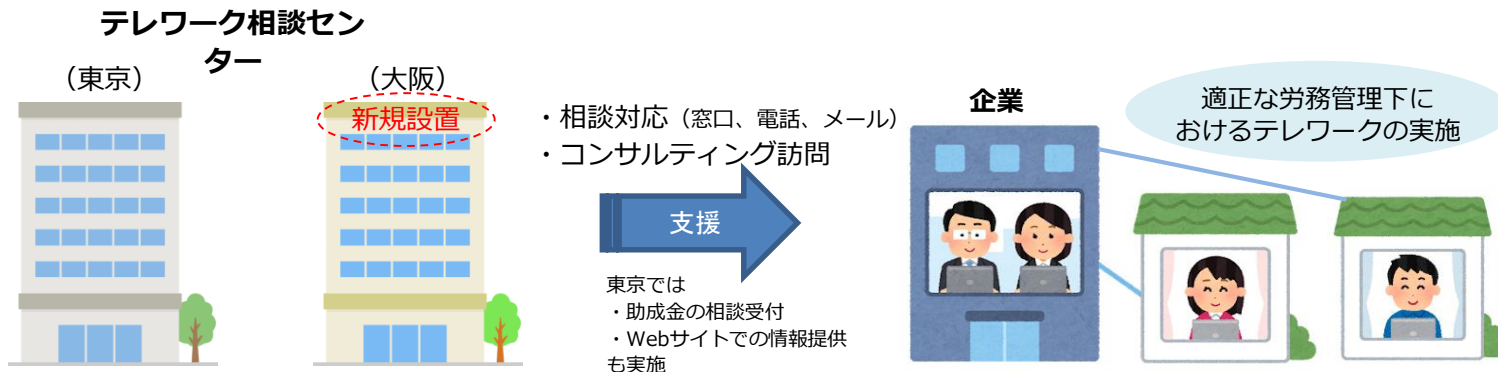 テレワーク相談セン
ター
（東京）
（大阪）
新規設置
・相談対応（窓口、電話、メール）
・コンサルティング訪問
支援
東京では
・助成金の相談受付
・Webサイトでの情報提供
も実施
企業
適正な労務管理下に
おけるテレワークの実施